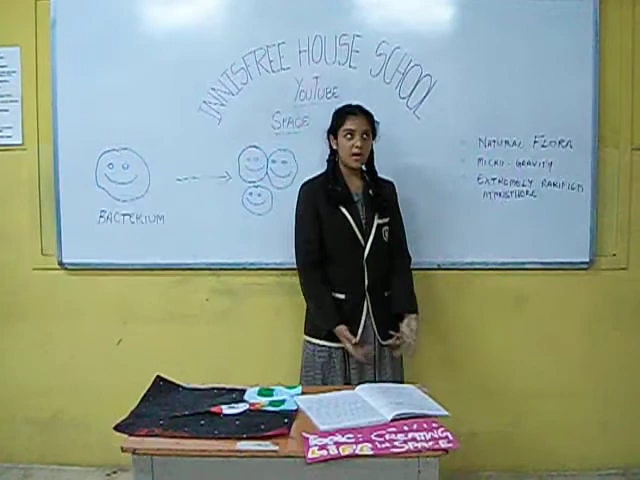 INNISFREE HOUSE SCHOOL
YOUTUBE
SPACE
BACTERIUM
NATURAL FLORA
MICRO-GRAVITY
EXTREMELY RARIFIED
ATMOSPHERE
TOPIC: CREATING
LIFE IN SPACE